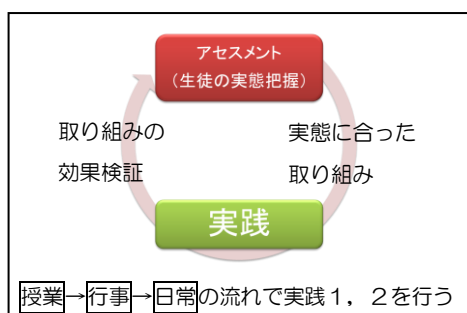 アセスメント
（生徒の実態把握）
取り組みの
効果検証
実態に合った
取り組み
実践
授業→行事→日常の流れで実践１，２を行う